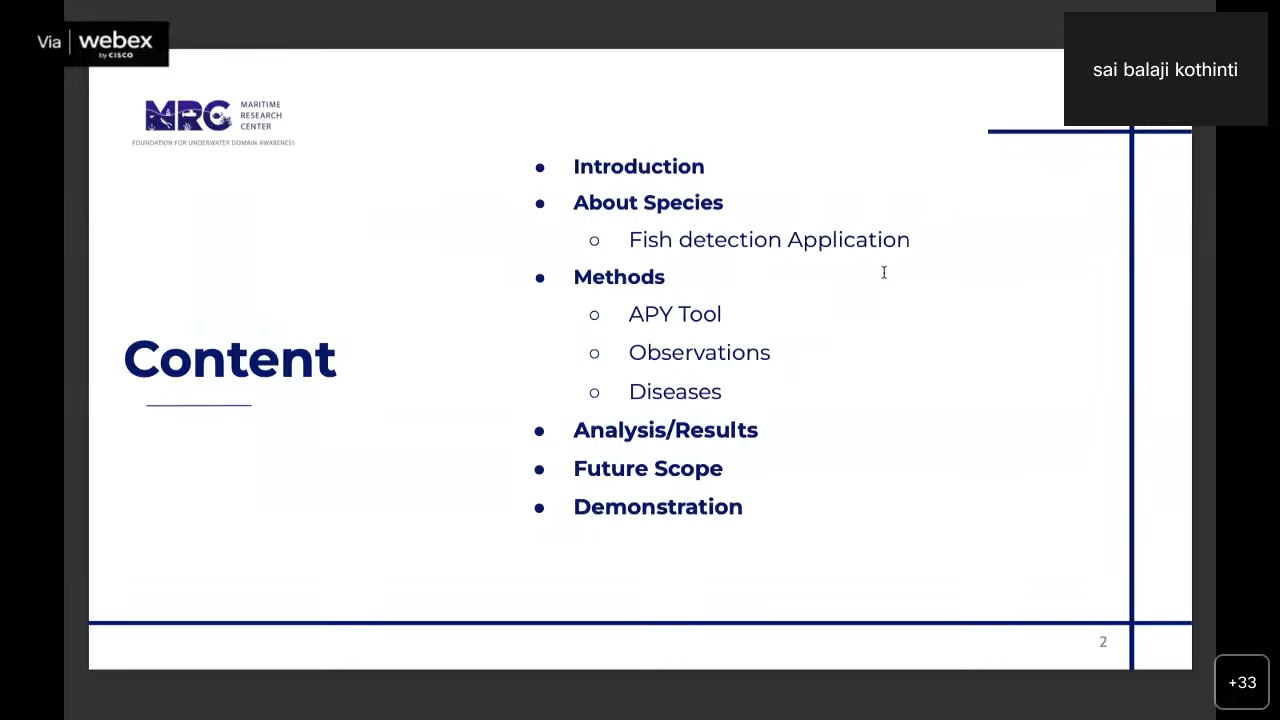 Via webex
by CISCO
sai balaji kothinti
MRC MARITIME
RESEARCH
CENTER
FOUNDATION FOR UNDERWATER DOMAIN AWARENESS
Content
● Introduction
● About Species
○ Fish detection Application
● Methods
○ APY Tool
○ Observations
○ Diseases
● Analysis/Results
● Future Scope
● Demonstration
2
+33